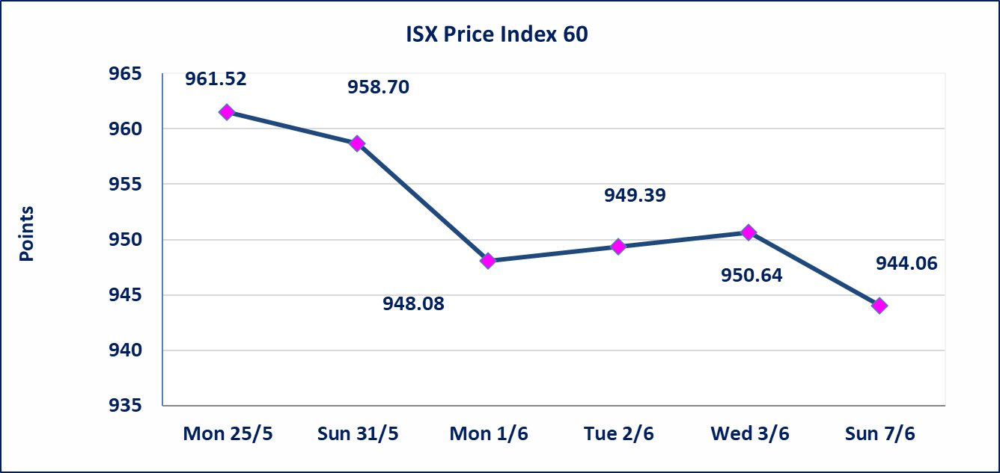 ISX Price Index 60
Points
965
960
955
950
945
940
935
961.52
958.70
948.08
949.39
950.64
944.06
Mon 25/5
Sun 31/5
Mon 1/6
Tue 2/6
Wed 3/6
Sun 7/6